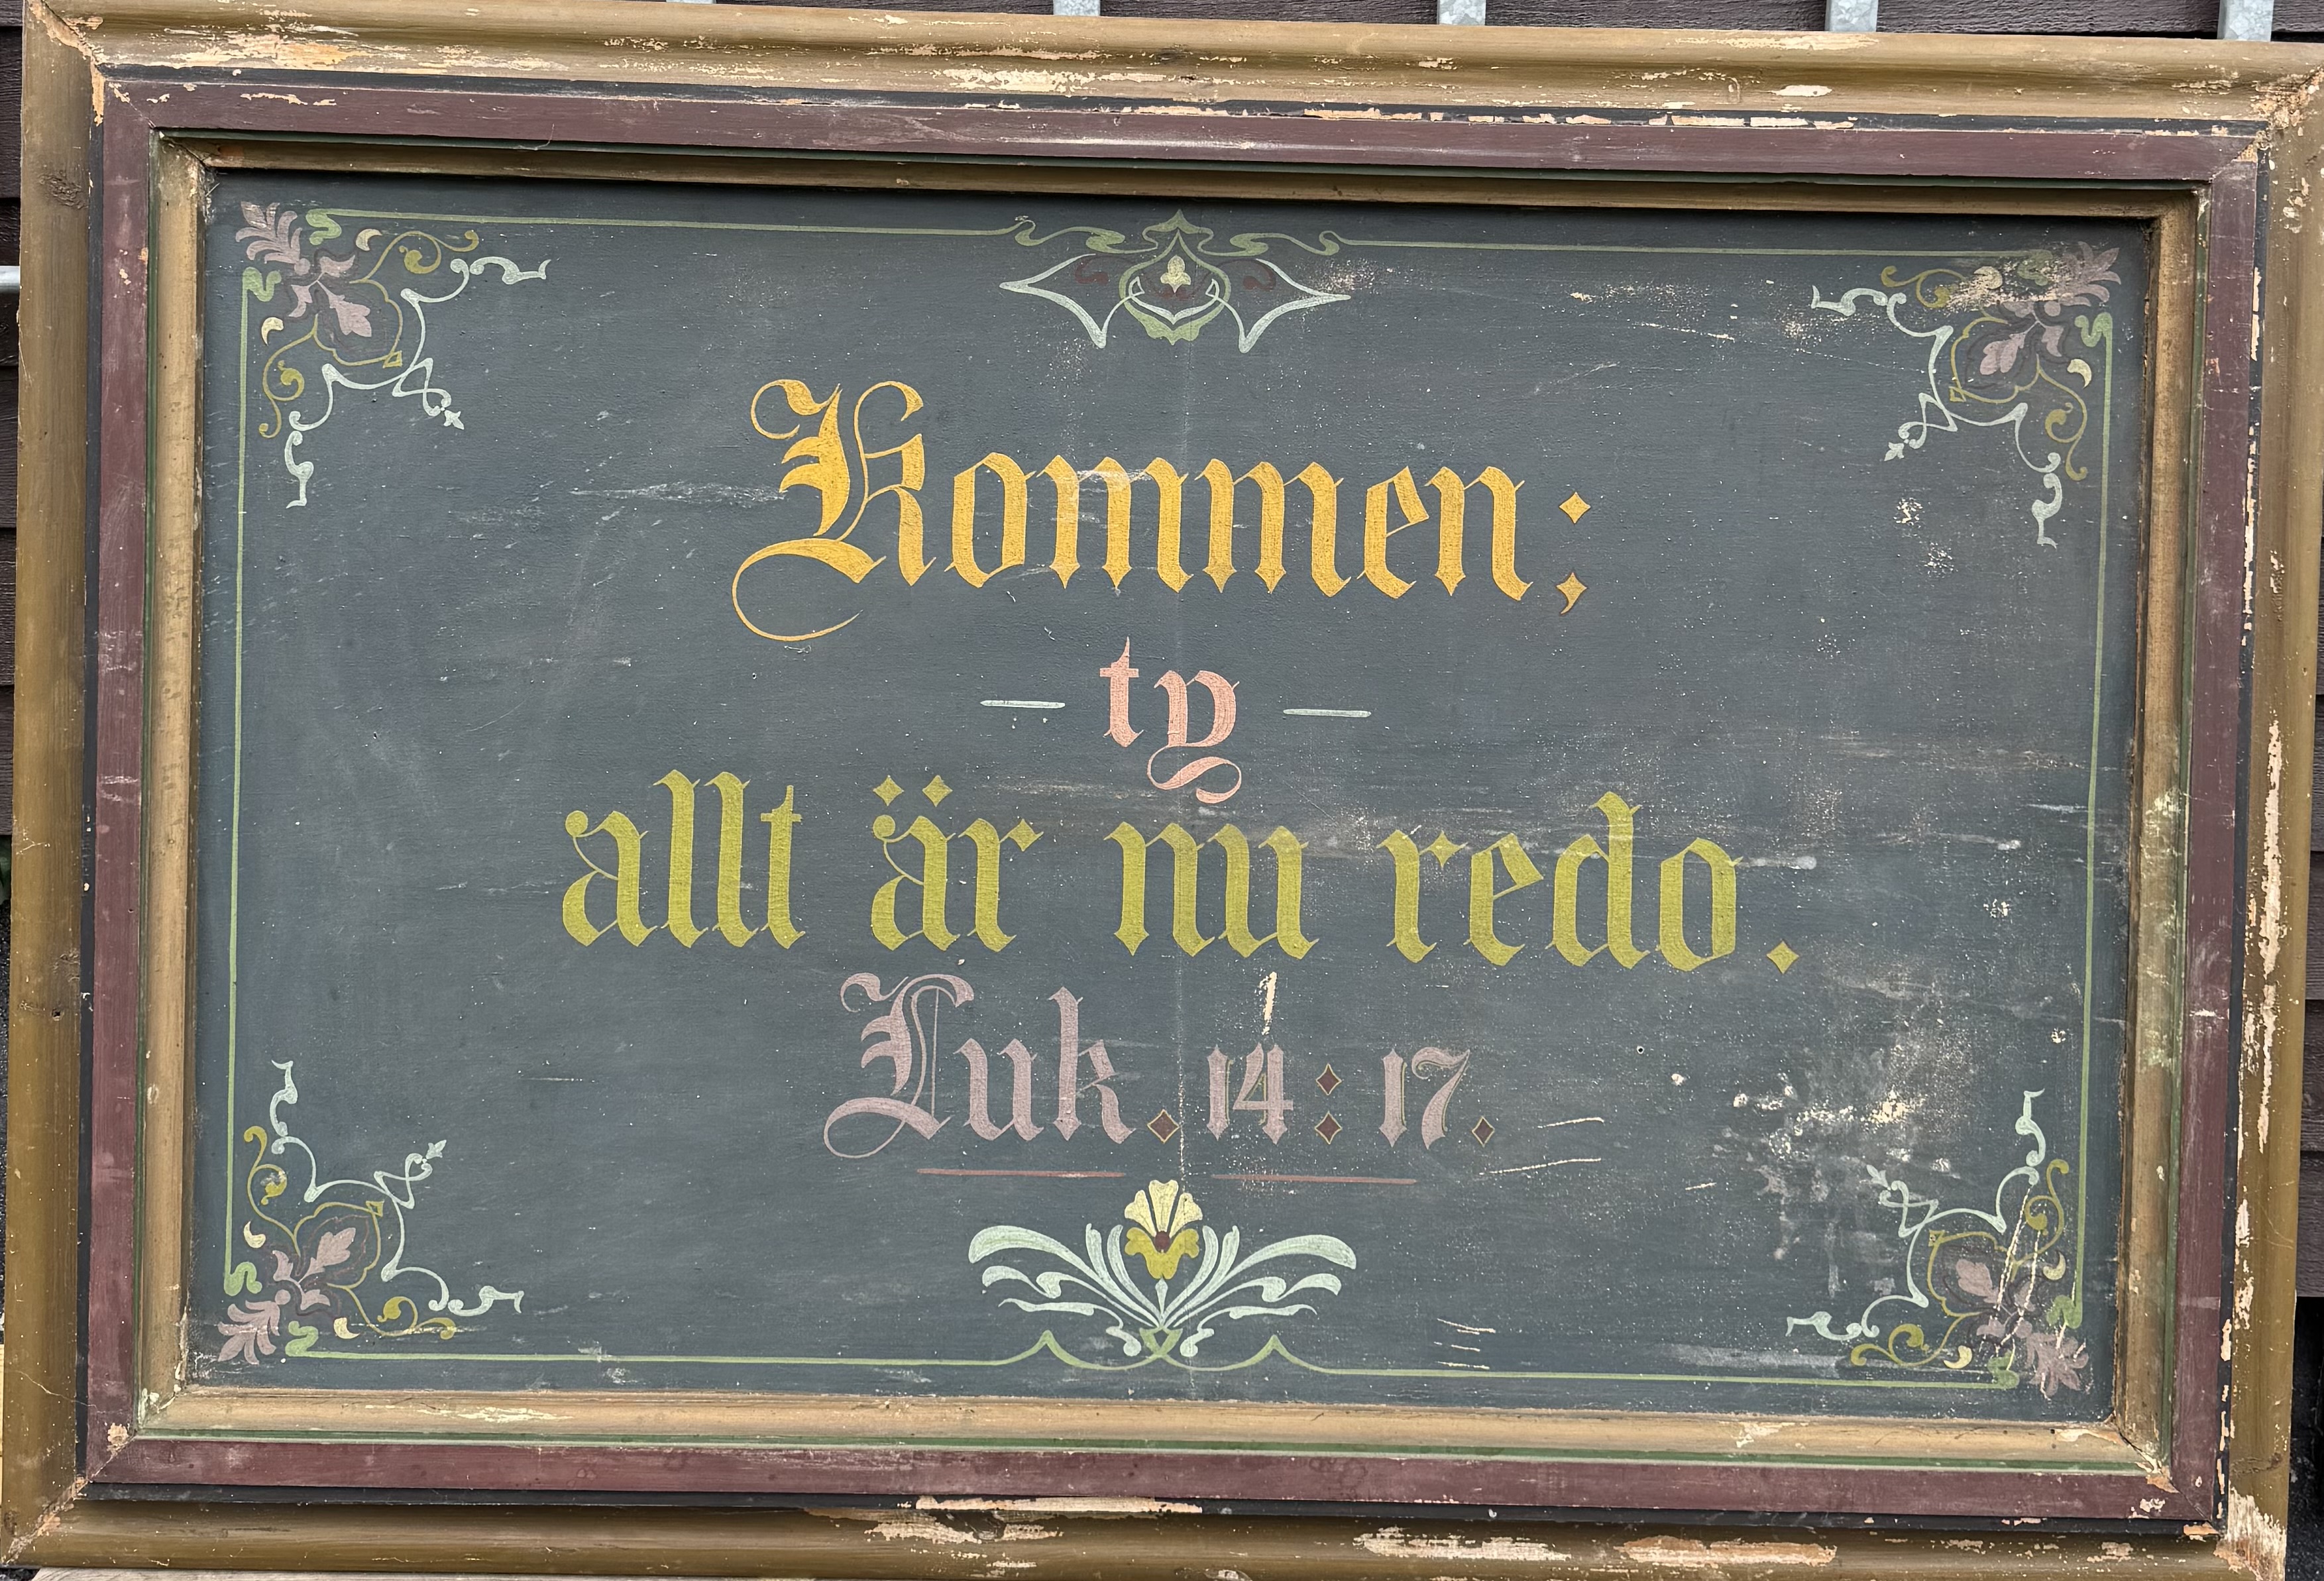 Kommen;
— ty —
allt är nu redo.
Luk. 14:17.